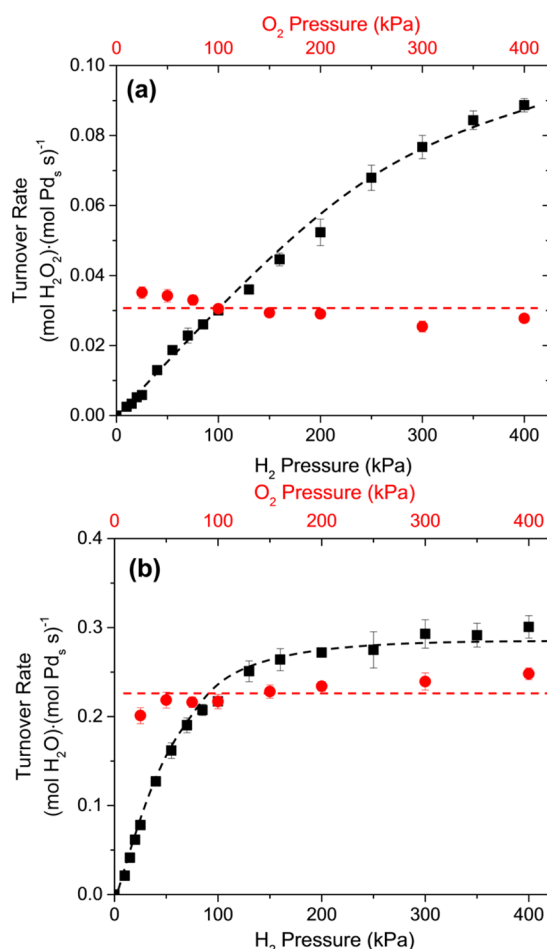 O2 Pressure (kPa)
0 100 200 300 400
(a)
0.10
0.08
0.06
0.04
0.02
0.00
Turnover Rate
(mol H2O2)·(mol Pds s)-1
0 100 200 300 400
H2 Pressure (kPa)
O2 Pressure (kPa)
0 100 200 300 400
(b)
0.4
0.3
0.2
0.1
0.0
Turnover Rate
(mol H2O)·(mol Pds s)-1
0 100 200 300 400
H2 Pressure (kPa)